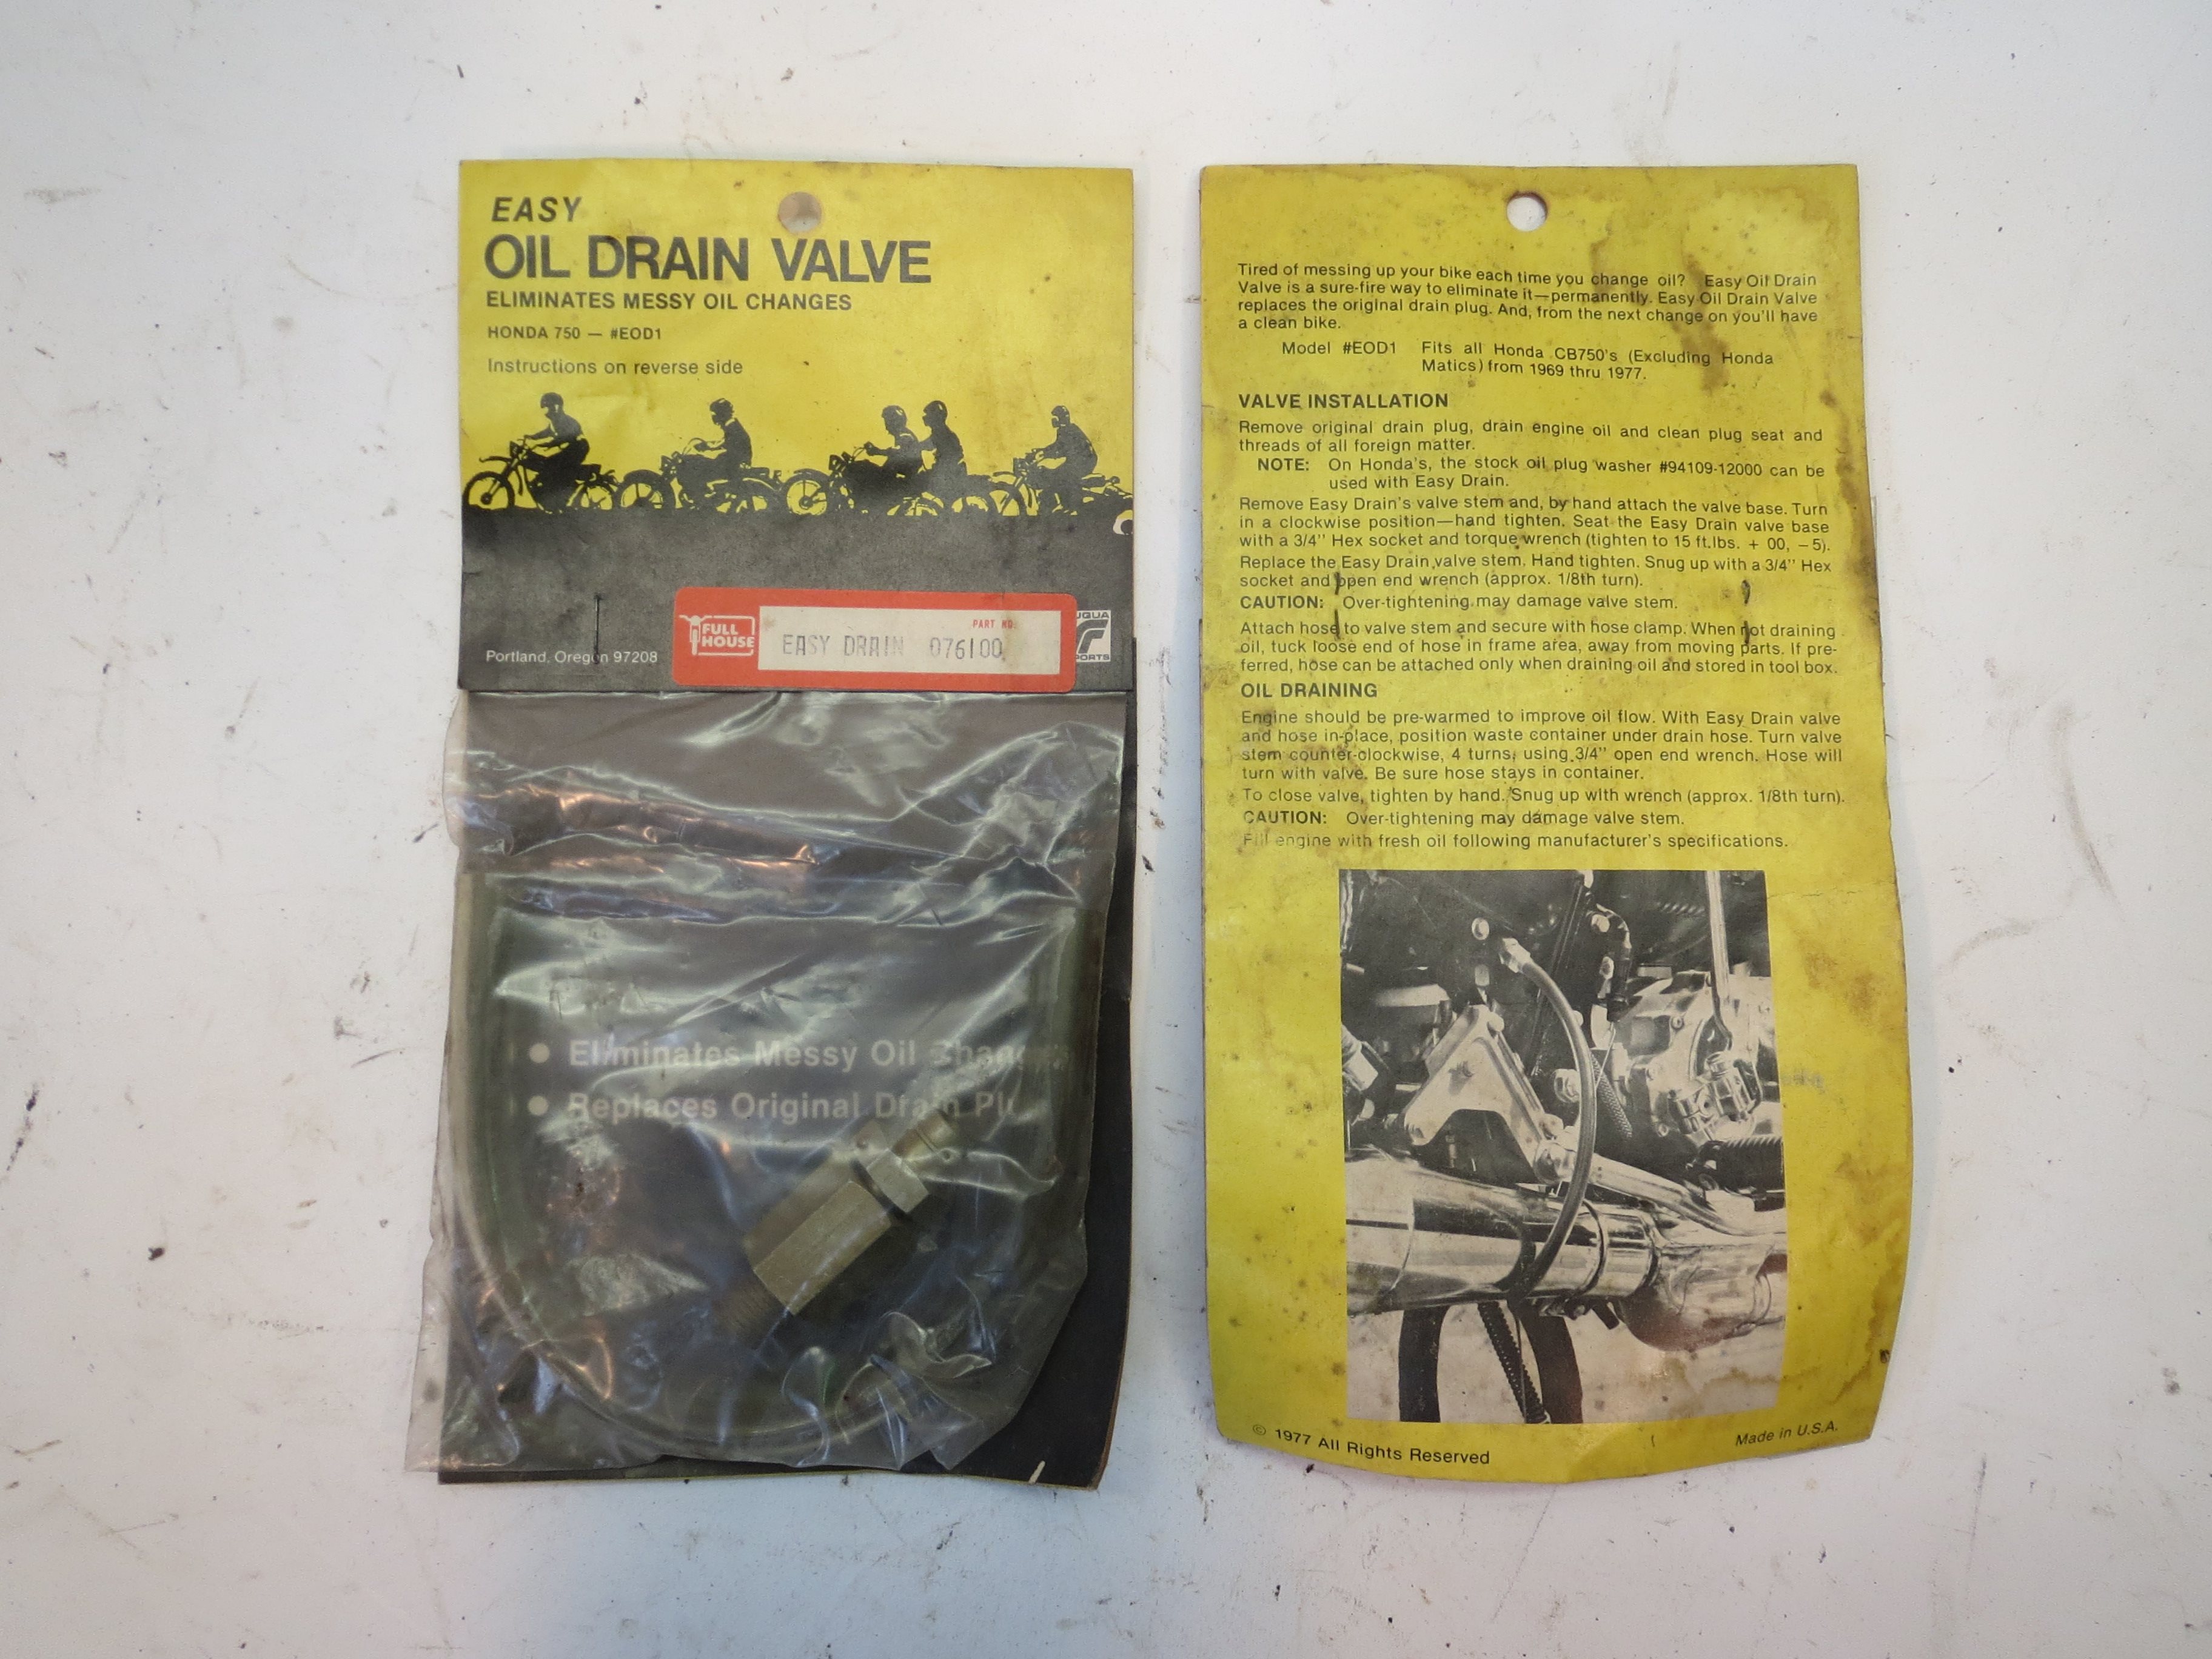 EASY
OIL DRAIN VALVE
ELIMINATES MESSY OIL CHANGES
HONDA 750 — #EOD1
Instructions on reverse side
FULL
HOUSE
PART NO.
EASY DRAIN 076100
Portland, Oregon 97208
• Eliminates Messy Oil
• Replaces Original Drain
Tired of messing up your bike each time you change oil? Easy Oil Drain
Valve is a sure-fire way to eliminate it—permanently. Easy Oil Drain Valve
replaces the original drain plug. And, from the next change on you'll have
a clean bike.
Model #EOD1 Fits all Honda CB750's (Excluding Honda
Matics) from 1969 thru 1977.
VALVE INSTALLATION
Remove original drain plug, drain engine oil and clean plug seat and
threads of all foreign matter.
NOTE: On Honda's, the stock oil plug washer #94109-12000 can be
used with Easy Drain.
Remove Easy Drain's valve stem and, by hand attach the valve base. Turn
in a clockwise position—hand tighten. Seat the Easy Drain valve base
with a 3/4" Hex socket and torque wrench (tighten to 15 ft.lbs. + 00, – 5).
Replace the Easy Drain valve stem. Hand tighten. Snug up with a 3/4" Hex
socket and open end wrench (approx. 1/8th turn).
CAUTION: Over-tightening may damage valve stem.
Attach hose to valve stem and secure with hose clamp. When not draining
oil, tuck loose end of hose in frame area, away from moving parts. If pre-
ferred, hose can be attached only when draining oil and stored in tool box.
OIL DRAINING
Engine should be pre-warmed to improve oil flow. With Easy Drain valve
and hose in-place, position waste container under drain hose. Turn valve
stem counter-clockwise, 4 turns, using 3/4" open end wrench. Hose will
turn with valve. Be sure hose stays in container.
To close valve, tighten by hand. Snug up with wrench (approx. 1/8th turn).
CAUTION: Over-tightening may damage valve stem.
Fill engine with fresh oil following manufacturer's specifications.
© 1977 All Rights Reserved
Made in U.S.A.